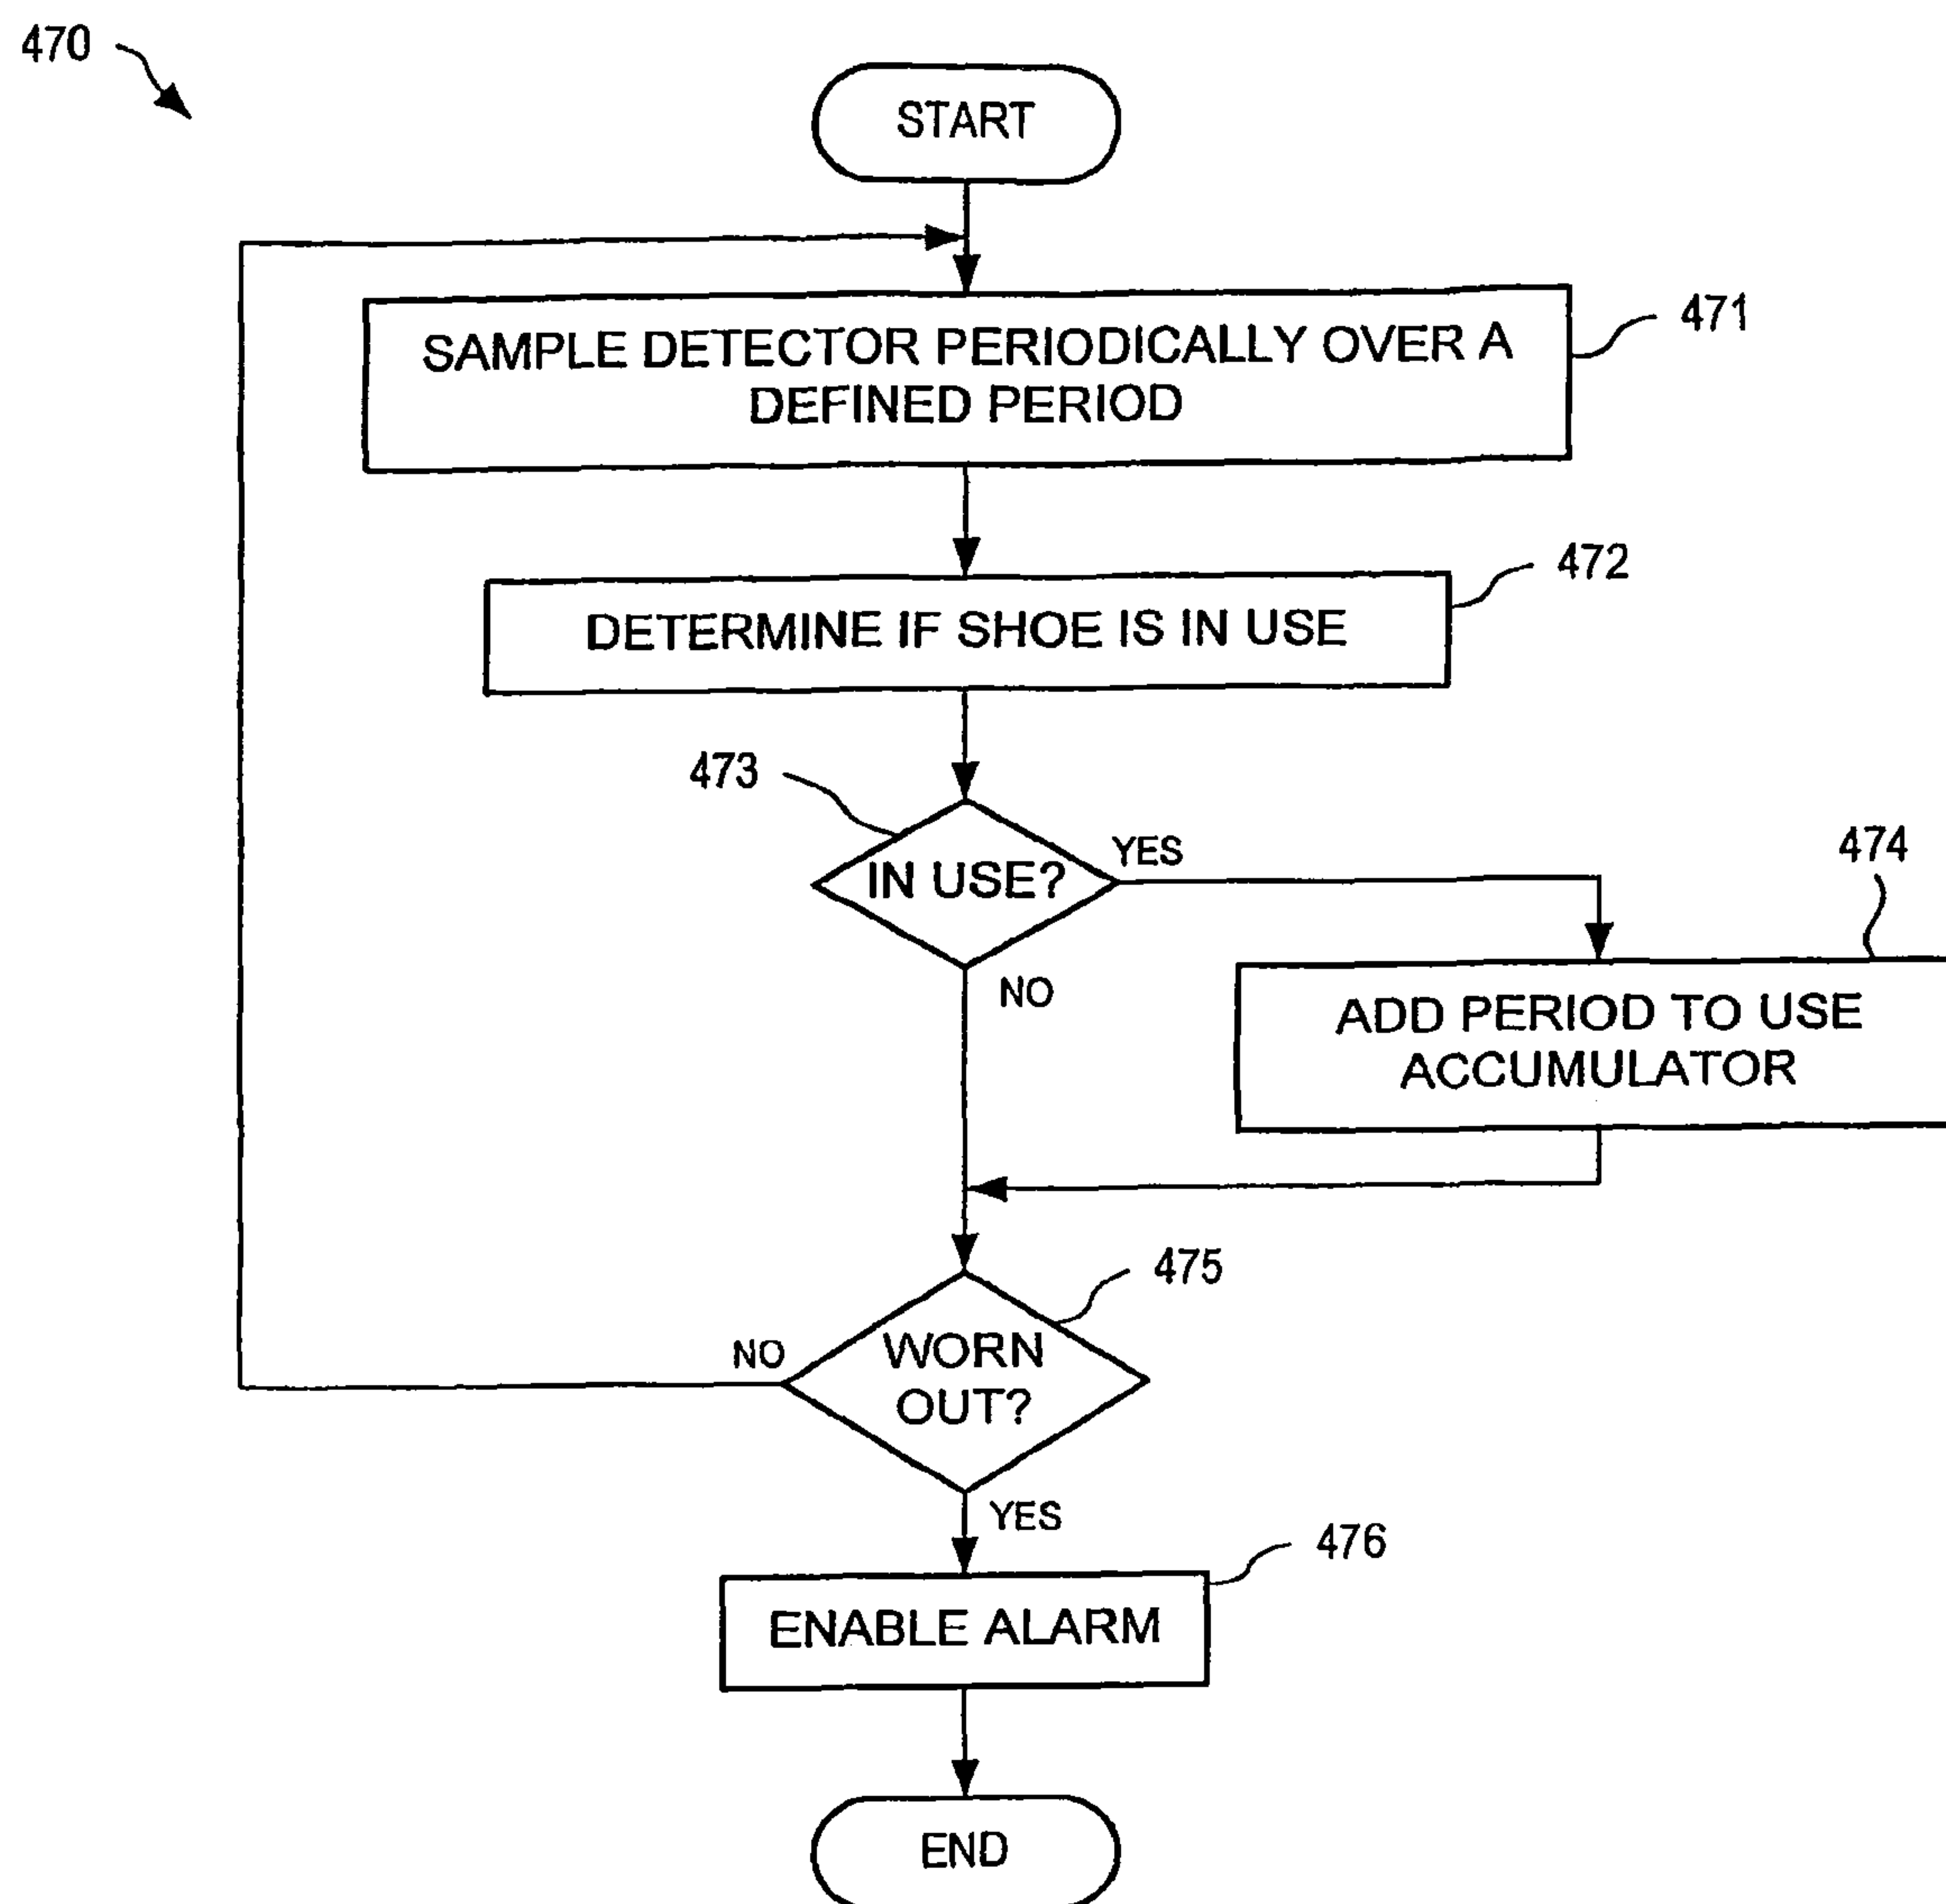 470
START
SAMPLE DETECTOR PERIODICALLY OVER A
DEFINED PERIOD
471
DETERMINE IF SHOE IS IN USE
472
473
IN USE?
YES
NO
474
ADD PERIOD TO USE
ACCUMULATOR
475
WORN
OUT?
NO
YES
476
ENABLE ALARM
END